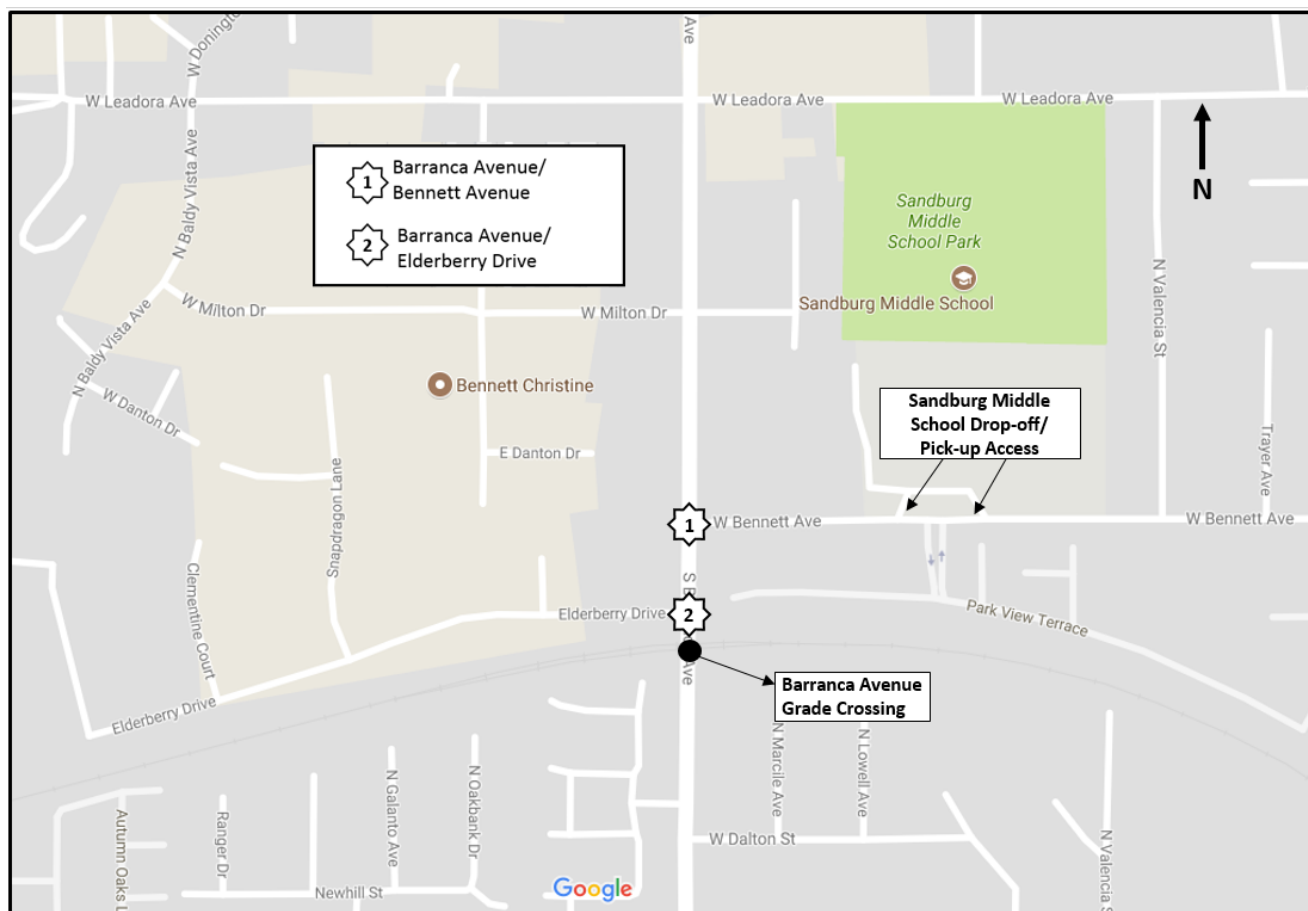 Ave
W Donington
W Leadora Ave
W Leadora Ave
W Leadora Ave
N
1
Barranca Avenue/
Bennett Avenue
2
Barranca Avenue/
Elderberry Drive
N Baldy Vista Ave
Sandburg
Middle
School Park
Sandburg Middle School
N Valencia St
W Milton Dr
W Milton Dr
N Baldy Vista Ave
Bennett Christine
W Danton Dr
E Danton Dr
Snapdragon Lane
Sandburg Middle
School Drop-off/
Pick-up Access
Trayer Ave
1
W Bennett Ave
W Bennett Ave
Clementine Court
S
Elderberry Drive
2
Park View Terrace
Ave
Barranca Avenue
Grade Crossing
Elderberry Drive
N Marcile Ave
N Lowell Ave
N Galanto Ave
N Oakbank Dr
Ranger Dr
Autumn Oaks L
W Dalton St
N Valencia S
Newhill St
Google